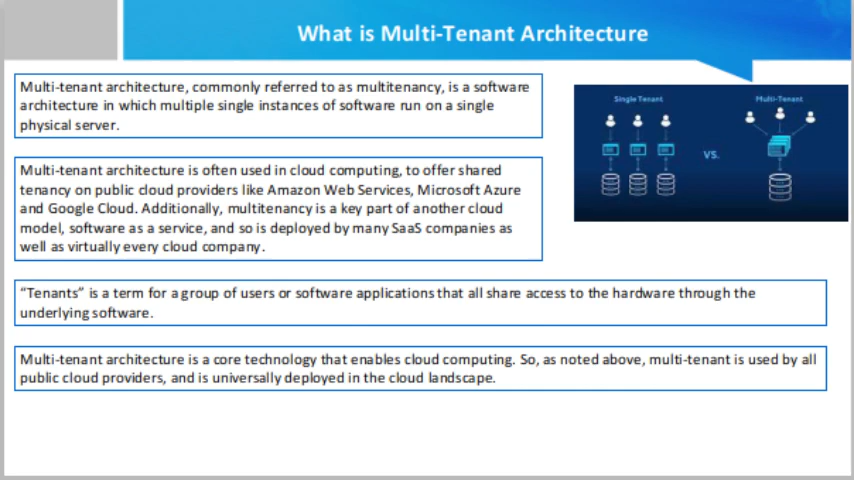 What is Multi-Tenant Architecture
Multi-tenant architecture, commonly referred to as multitenancy, is a software
architecture in which multiple single instances of software run on a single
physical server.
Single Tenant
Multi-Tenant
VS.
Multi-tenant architecture is often used in cloud computing, to offer shared
tenancy on public cloud providers like Amazon Web Services, Microsoft Azure
and Google Cloud. Additionally, multitenancy is a key part of another cloud
model, software as a service, and so is deployed by many SaaS companies as
well as virtually every cloud company.
“Tenants” is a term for a group of users or software applications that all share access to the hardware through the
underlying software.
Multi-tenant architecture is a core technology that enables cloud computing. So, as noted above, multi-tenant is used by all
public cloud providers, and is universally deployed in the cloud landscape.